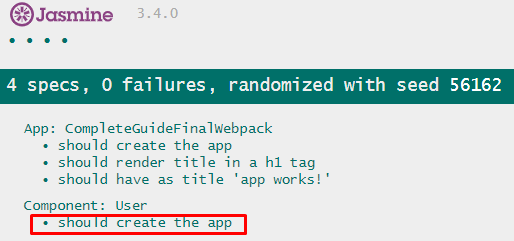 Jasmine 3.4.0
• • • •
4 specs, 0 failures, randomized with seed 56162
App: CompleteGuideFinalWebpack
• should create the app
• should render title in a h1 tag
• should have as title 'app works!'
Component: User
• should create the app